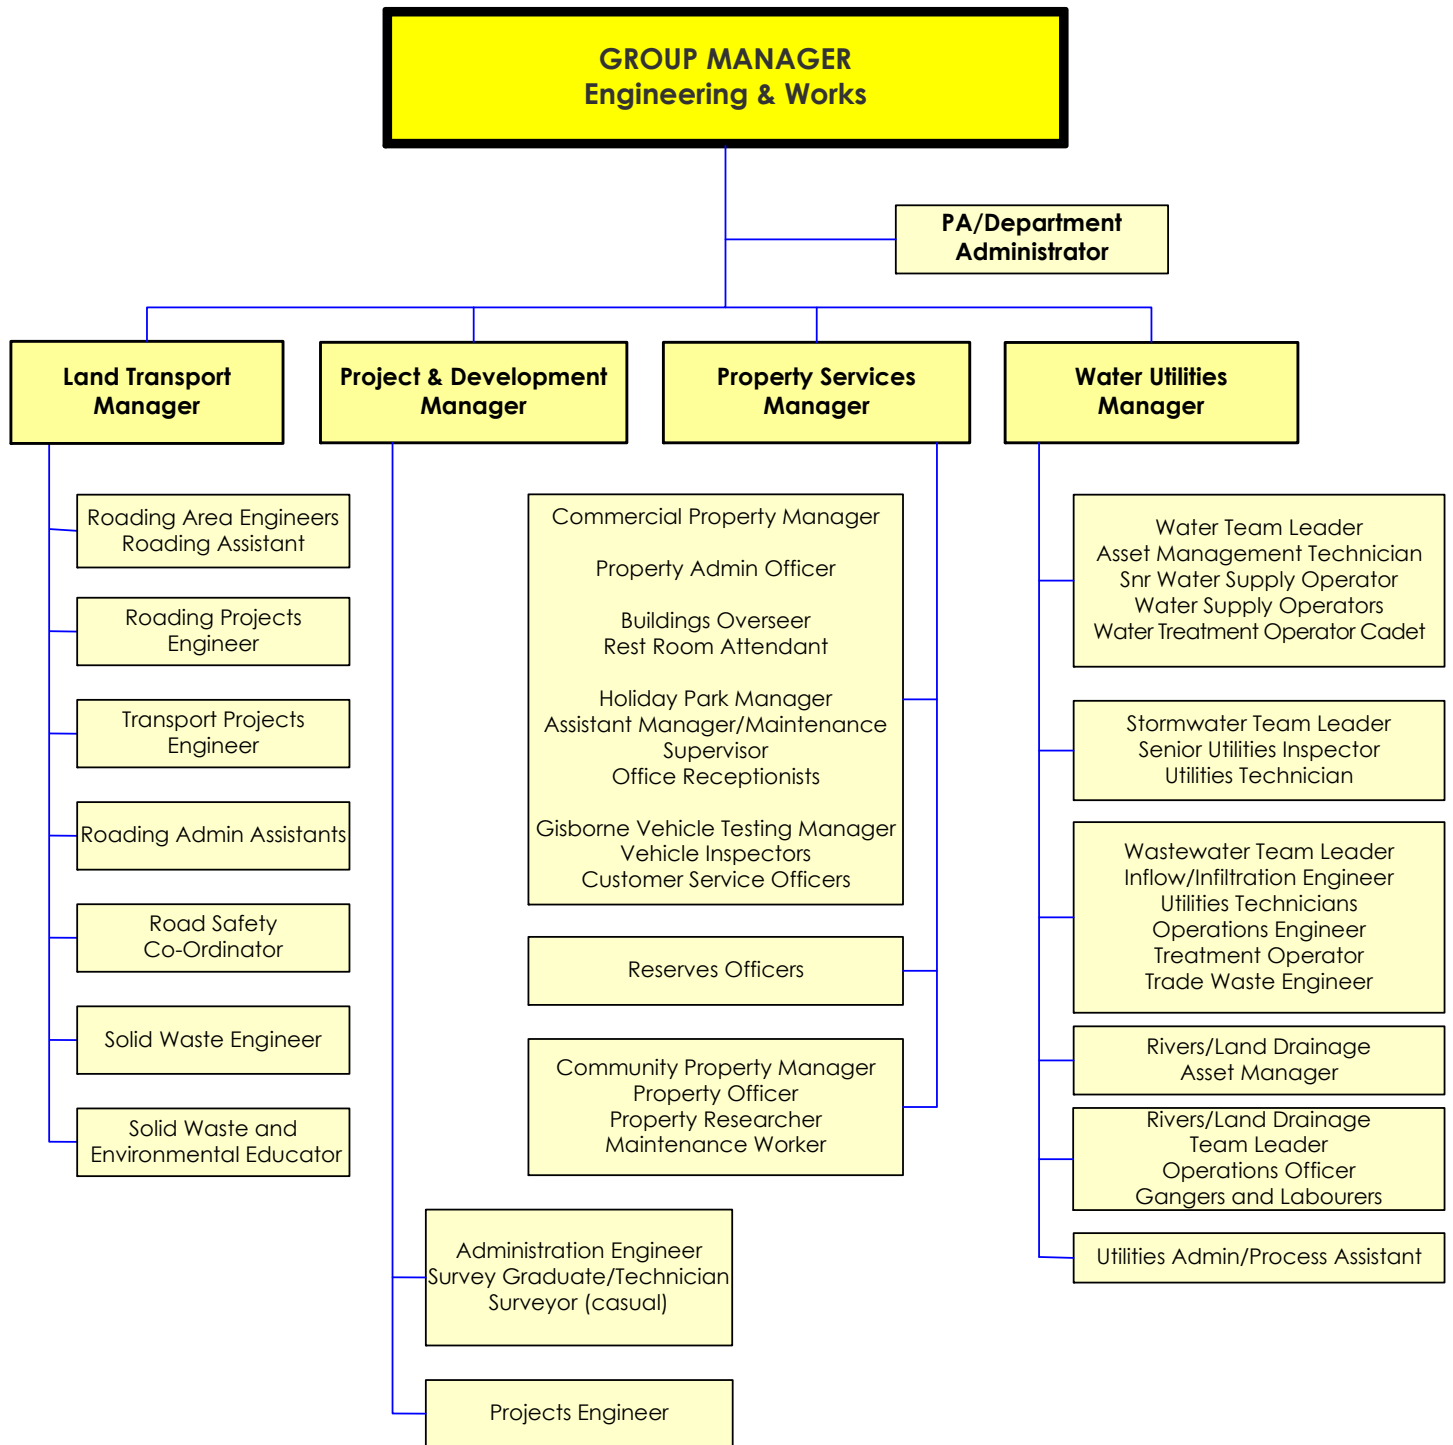 GROUP MANAGER
Engineering & Works
PA/Department
Administrator
Land Transport
Manager
Project & Development
Manager
Property Services
Manager
Water Utilities
Manager
Roading Area Engineers
Roading Assistant
Roading Projects
Engineer
Transport Projects
Engineer
Roading Admin Assistants
Road Safety
Co-Ordinator
Solid Waste Engineer
Solid Waste and
Environmental Educator
Administration Engineer
Survey Graduate/Technician
Surveyor (casual)
Projects Engineer
Commercial Property Manager
Property Admin Officer
Buildings Overseer
Rest Room Attendant
Holiday Park Manager
Assistant Manager/Maintenance
Supervisor
Office Receptionists
Gisborne Vehicle Testing Manager
Vehicle Inspectors
Customer Service Officers
Reserves Officers
Community Property Manager
Property Officer
Property Researcher
Maintenance Worker
Water Team Leader
Asset Management Technician
Snr Water Supply Operator
Water Supply Operators
Water Treatment Operator Cadet
Stormwater Team Leader
Senior Utilities Inspector
Utilities Technician
Wastewater Team Leader
Inflow/Infiltration Engineer
Utilities Technicians
Operations Engineer
Treatment Operator
Trade Waste Engineer
Rivers/Land Drainage
Asset Manager
Rivers/Land Drainage
Team Leader
Operations Officer
Gangers and Labourers
Utilities Admin/Process Assistant